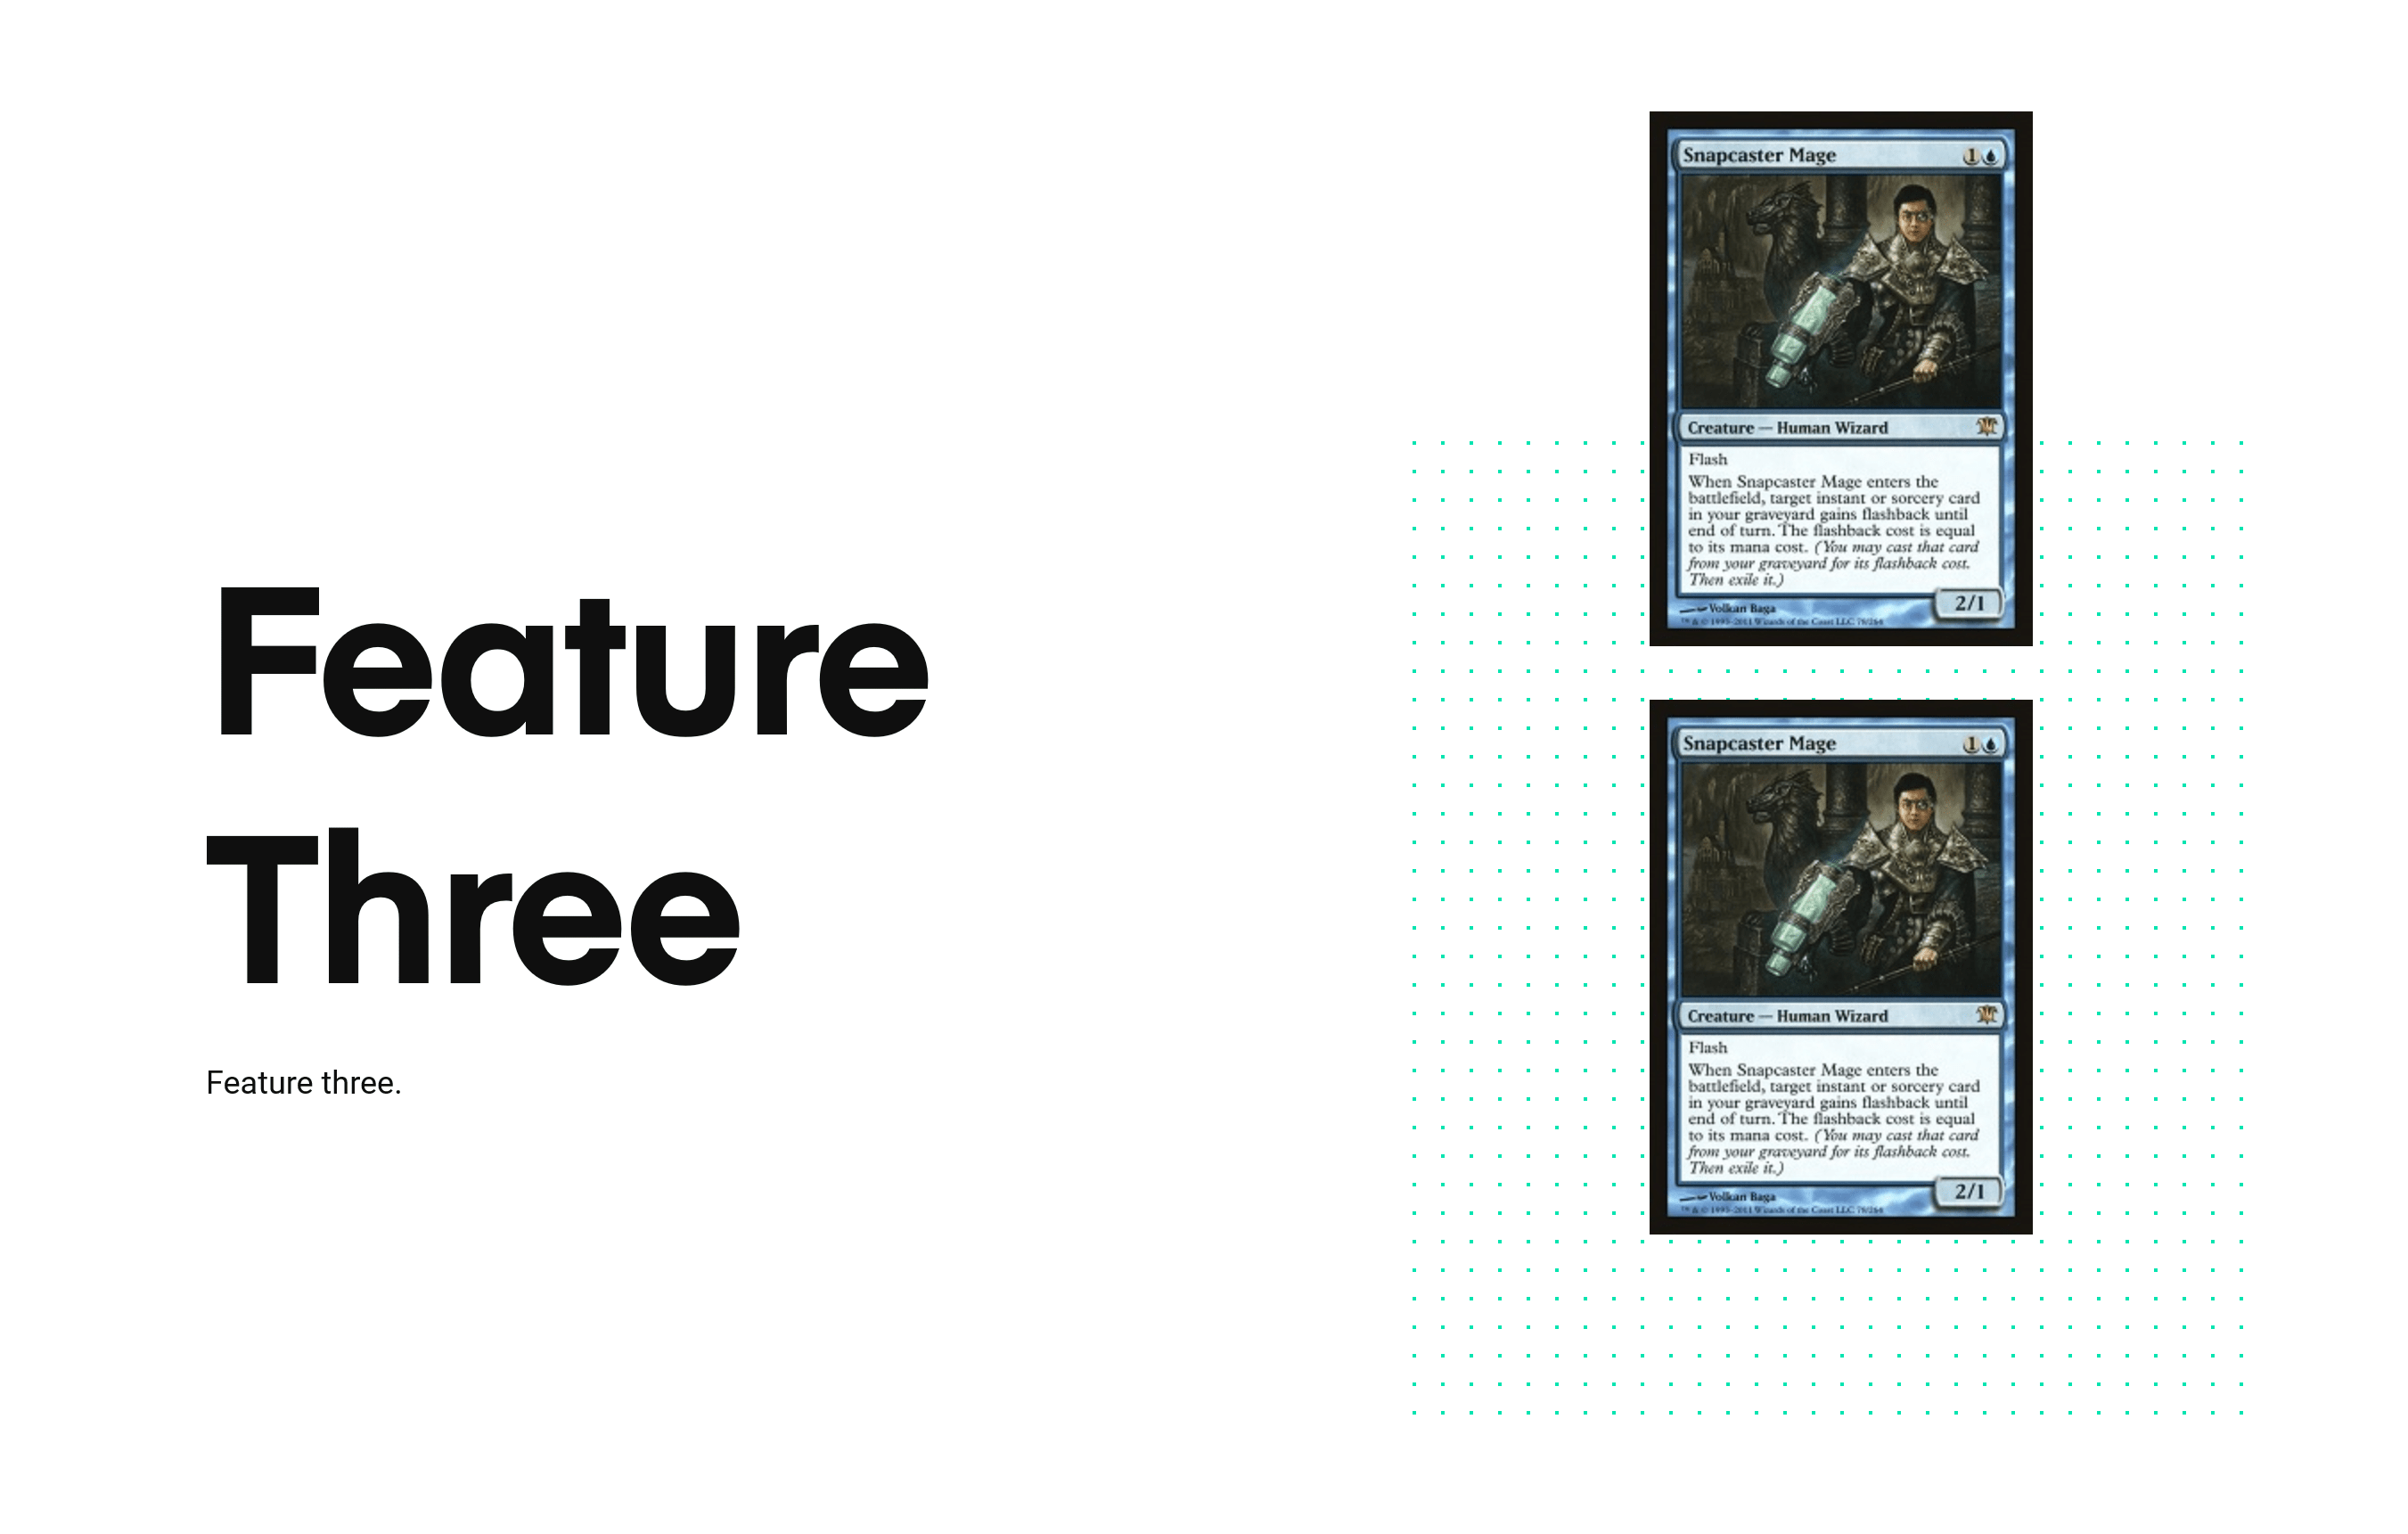 Feature
Three
Feature three.
Snapcaster Mage 1
Creature — Human Wizard
Flash
When Snapcaster Mage enters the
battlefield, target instant or sorcery card
in your graveyard gains flashback until
end of turn. The flashback cost is equal
to its mana cost. (You may cast that card
from your graveyard for its flashback cost.
Then exile it.)
2/1
Volkan Baga
™ & © 1993–2011 Wizards of the Coast LLC 78/264
Snapcaster Mage 1
Creature — Human Wizard
Flash
When Snapcaster Mage enters the
battlefield, target instant or sorcery card
in your graveyard gains flashback until
end of turn. The flashback cost is equal
to its mana cost. (You may cast that card
from your graveyard for its flashback cost.
Then exile it.)
2/1
Volkan Baga
™ & © 1993–2011 Wizards of the Coast LLC 78/264